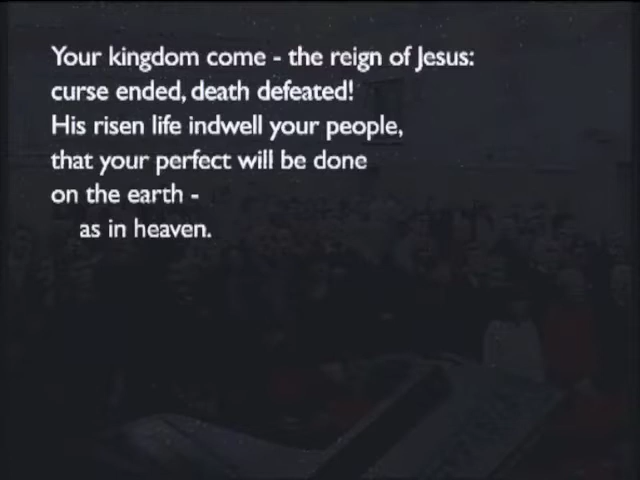 Your kingdom come - the reign of Jesus:
curse ended, death defeated!
His risen life indwell your people,
that your perfect will be done
on the earth -
as in heaven.